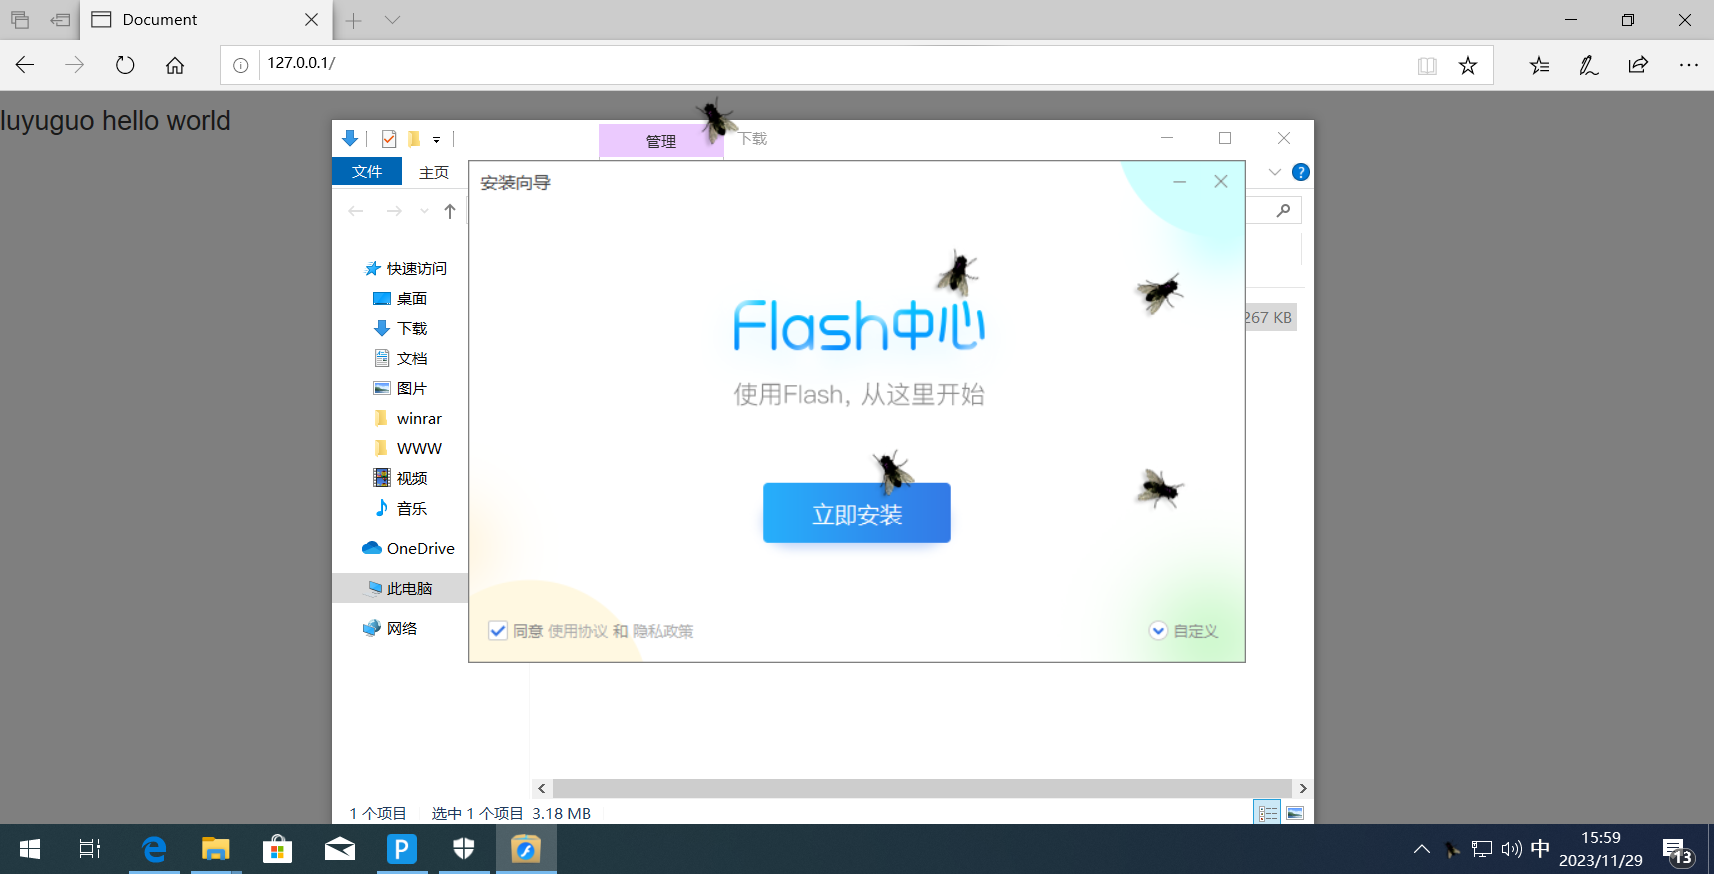 Document
127.0.0.1/
luyuguo hello world
管理
下载
文件
主页
安装向导
快速访问
桌面
下载
文档
图片
winrar
WWW
视频
音乐
OneDrive
此电脑
网络
267 KB
Flash中心
使用Flash，从这里开始
立即安装
同意 使用协议 和 隐私政策
自定义
1 个项目
选中 1 个项目 3.18 MB
中
15:59
2023/11/29
13